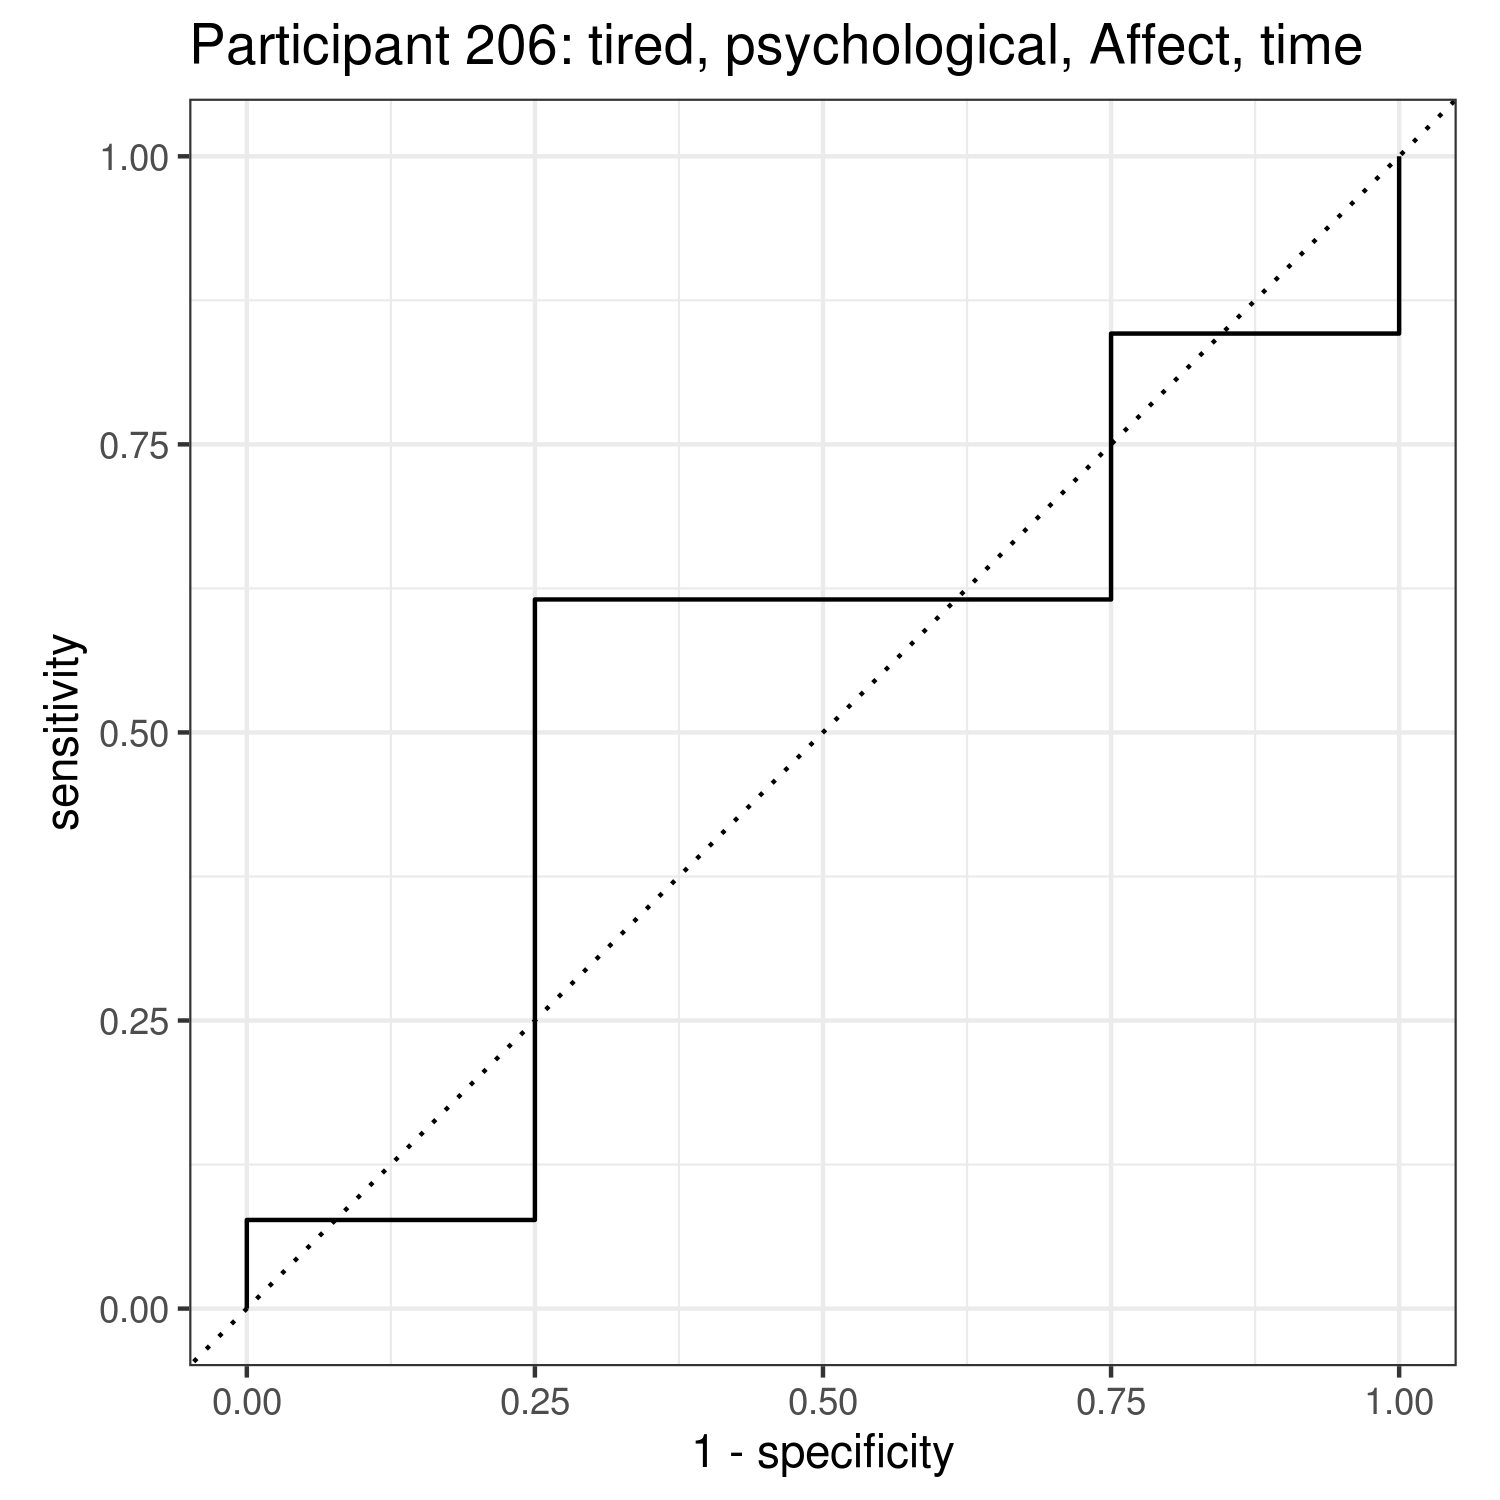 Participant 206: tired, psychological, Affect, time
1.00
0.75
0.50
0.25
0.00
sensitivity
0.00 0.25 0.50 0.75 1.00
1 - specificity